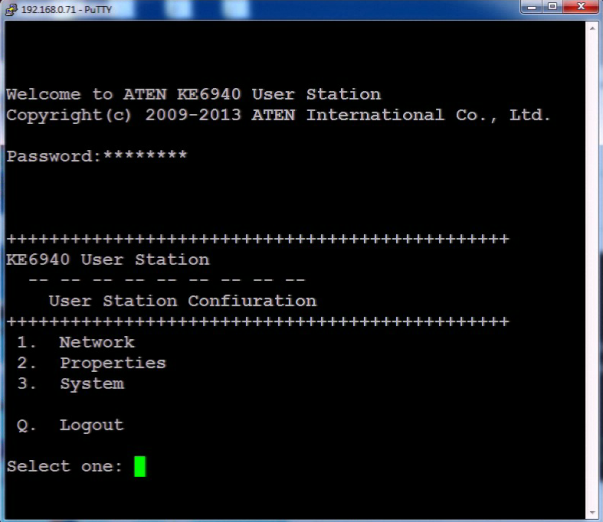 192.168.0.71 - PuTTY
Welcome to ATEN KE6940 User Station
Copyright(c) 2009-2013 ATEN International Co., Ltd.
Password:********
+++++++++++++++++++++++++++++++++++++++++++++++
KE6940 User Station
-- -- -- -- -- -- -- -- --
User Station Confiuration
+++++++++++++++++++++++++++++++++++++++++++++++
1. Network
2. Properties
3. System
Q. Logout
Select one: